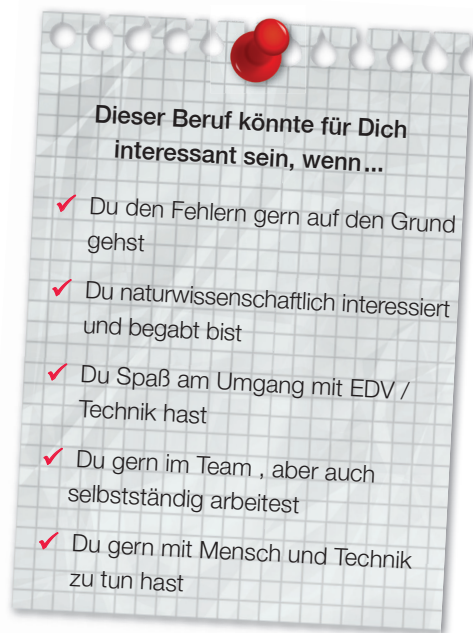 Dieser Beruf könnte für Dich
interessant sein, wenn...
✓ Du den Fehlern gern auf den Grund
gehst
✓ Du naturwissenschaftlich interessiert
und begabt bist
✓ Du Spaß am Umgang mit EDV /
Technik hast
✓ Du gern im Team , aber auch
selbstständig arbeitest
✓ Du gern mit Mensch und Technik
zu tun hast